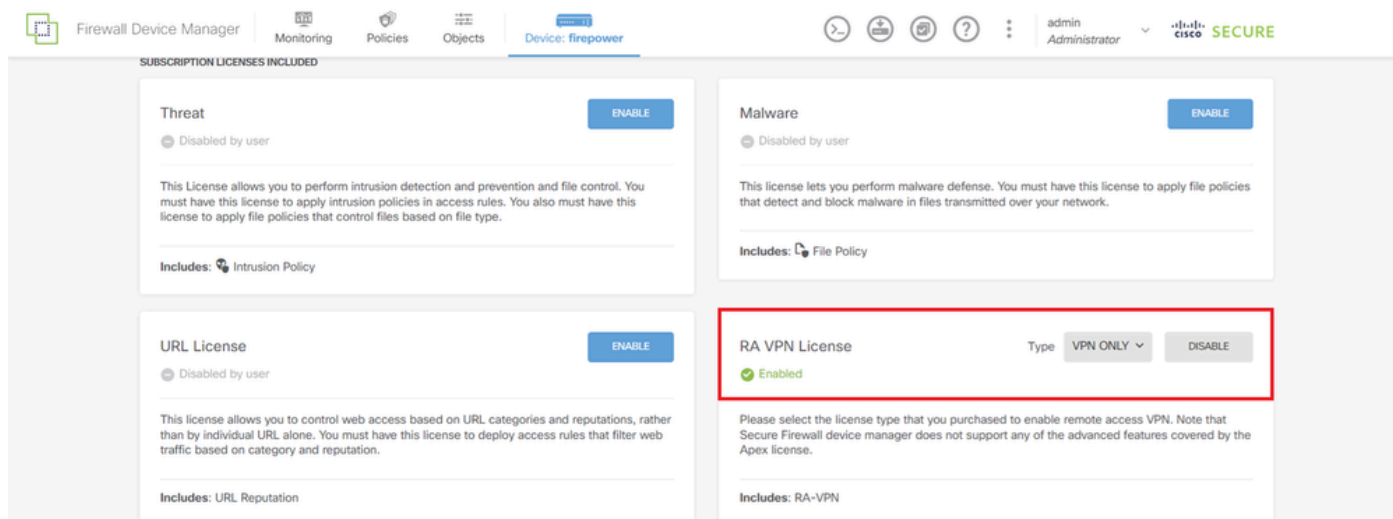 Firewall Device Manager
Monitoring
Policies
Objects
Device: firepower
admin
Administrator
cisco SECURE
SUBSCRIPTION LICENSES INCLUDED
Threat
ENABLE
Disabled by user
This License allows you to perform intrusion detection and prevention and file control. You
must have this license to apply intrusion policies in access rules. You also must have this
license to apply file policies that control files based on file type.
Includes: Intrusion Policy
Malware
ENABLE
Disabled by user
This license lets you perform malware defense. You must have this license to apply file policies
that detect and block malware in files transmitted over your network.
Includes: File Policy
URL License
ENABLE
Disabled by user
This license allows you to control web access based on URL categories and reputations, rather
than by individual URL alone. You must have this license to deploy access rules that filter web
traffic based on category and reputation.
Includes: URL Reputation
RA VPN License
Type VPN ONLY
DISABLE
Enabled
Please select the license type that you purchased to enable remote access VPN. Note that
Secure Firewall device manager does not support any of the advanced features covered by the
Apex license.
Includes: RA-VPN